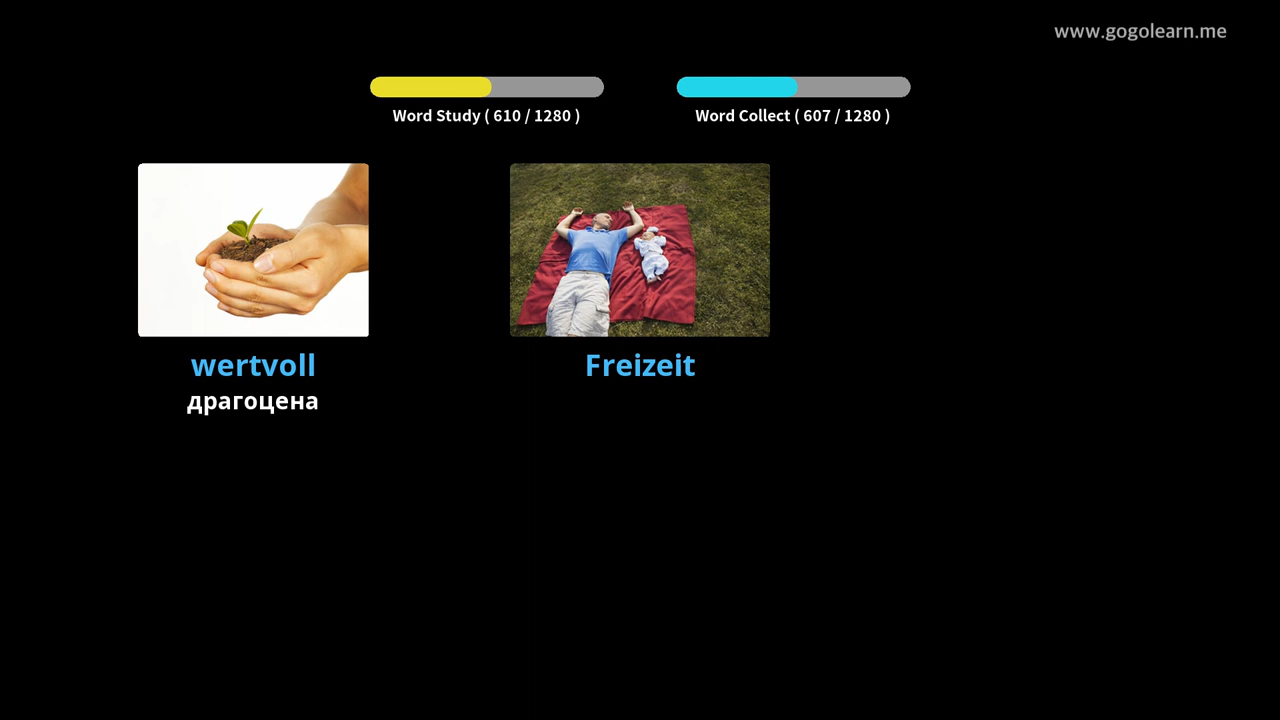 www.gogolearn.me
Word Study ( 610 / 1280 )
Word Collect ( 607 / 1280 )
wertvoll
драгоцена
Freizeit